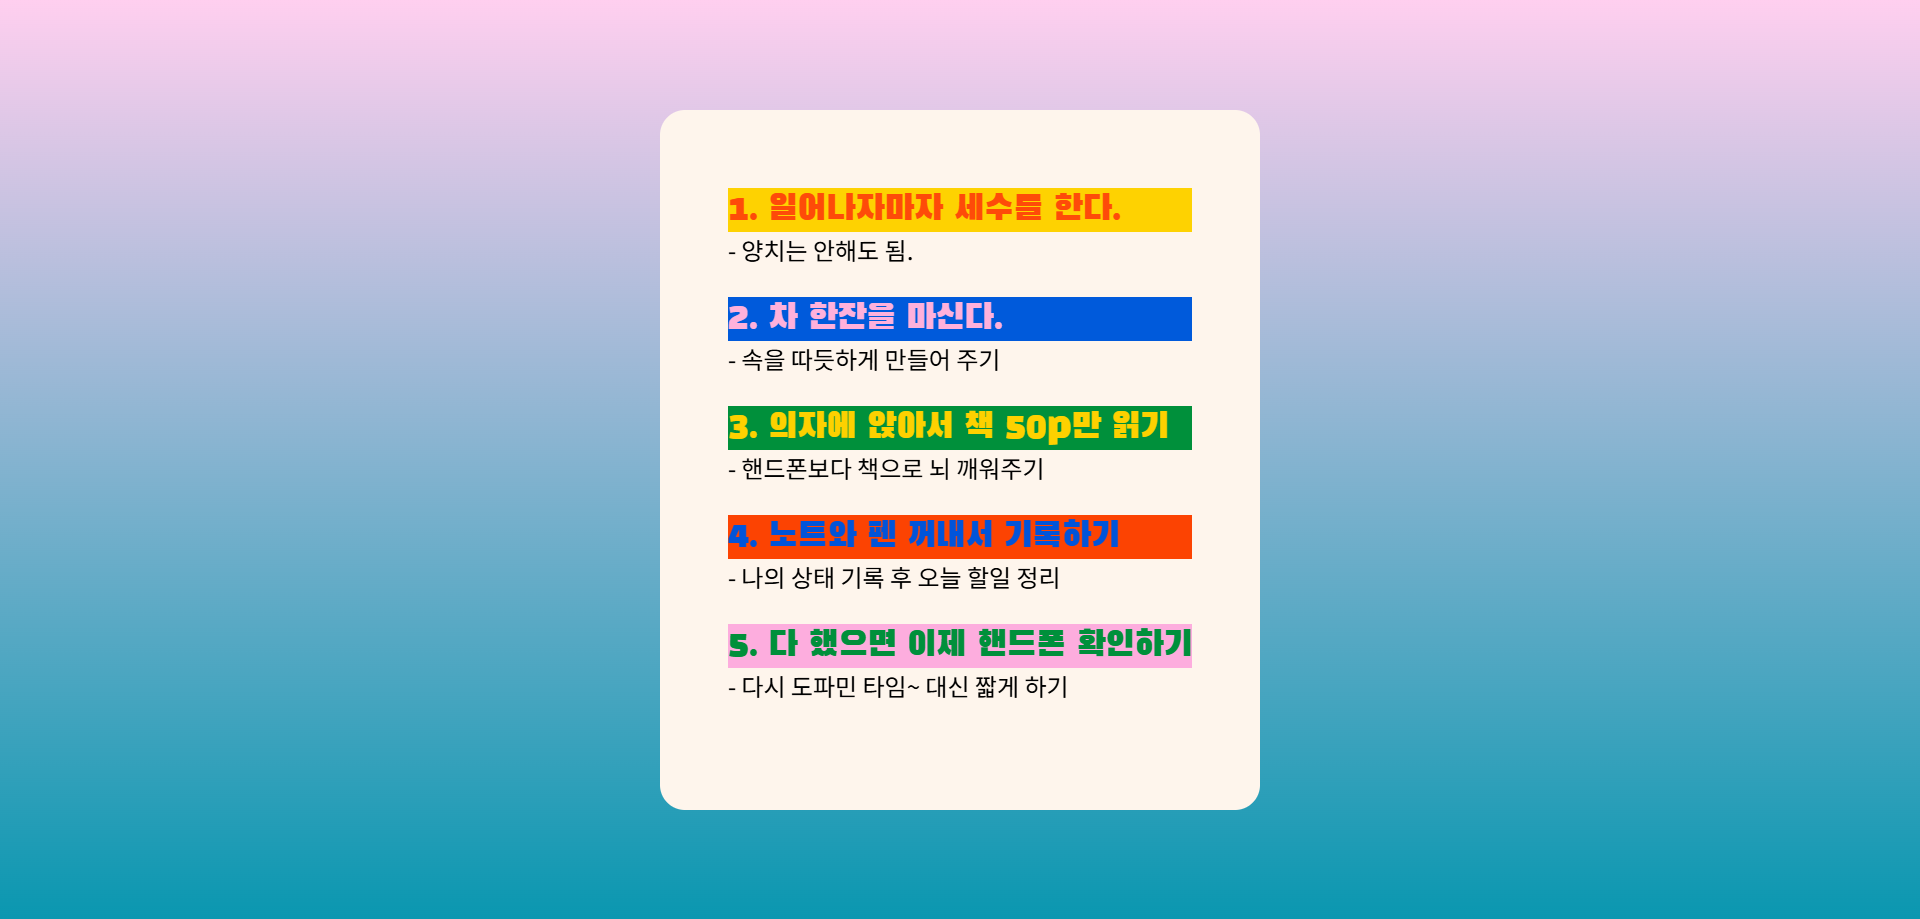 1. 일어나자마자 세수를 한다.
- 양치는 안해도 됨.
2. 차 한잔을 마신다.
- 속을 따듯하게 만들어 주기
3. 의자에 앉아서 책 50p만 읽기
- 핸드폰보다 책으로 뇌 깨워주기
4. 노트와 펜 꺼내서 기록하기
- 나의 상태 기록 후 오늘 할일 정리
5. 다 했으면 이제 핸드폰 확인하기
- 다시 도파민 타임~ 대신 짧게 하기